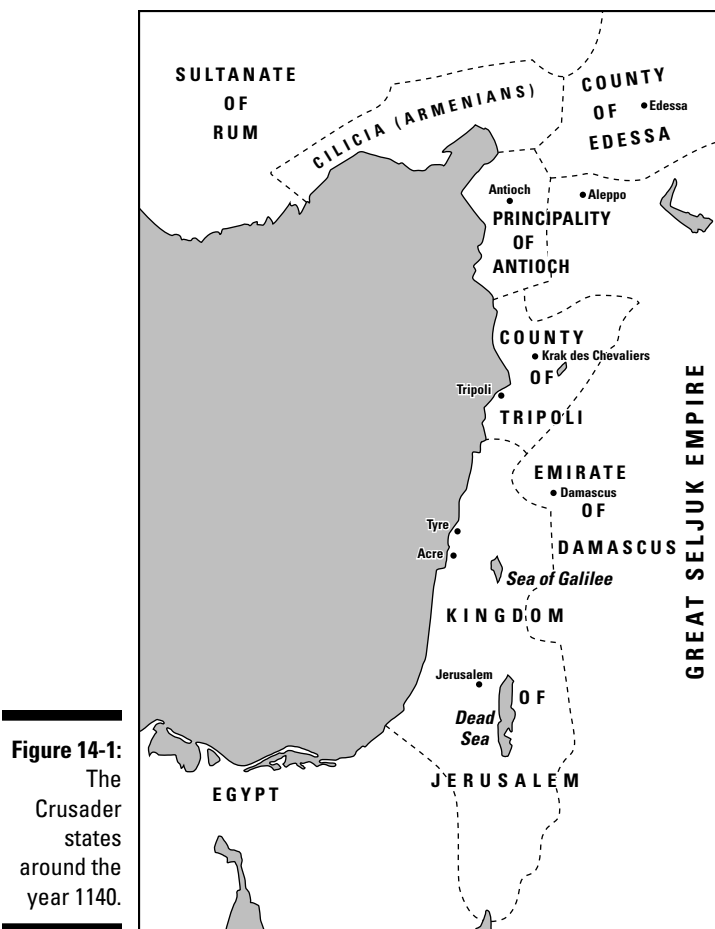 SULTANATE
OF
RUM
CILICIA (ARMENIANS)
COUNTY
OF
EDESSA
Edessa
Antioch
Aleppo
PRINCIPALITY
OF
ANTIOCH
COUNTY
Krak des Chevaliers
OF
Tripoli
TRIPOLI
GREAT SELJUK EMPIRE
EMIRATE
Damascus
OF
DAMASCUS
Tyre
Acre
Sea of Galilee
KINGDOM
Jerusalem
OF
Dead
Sea
JERUSALEM
EGYPT
Figure 14-1:
The
Crusader
states
around the
year 1140.